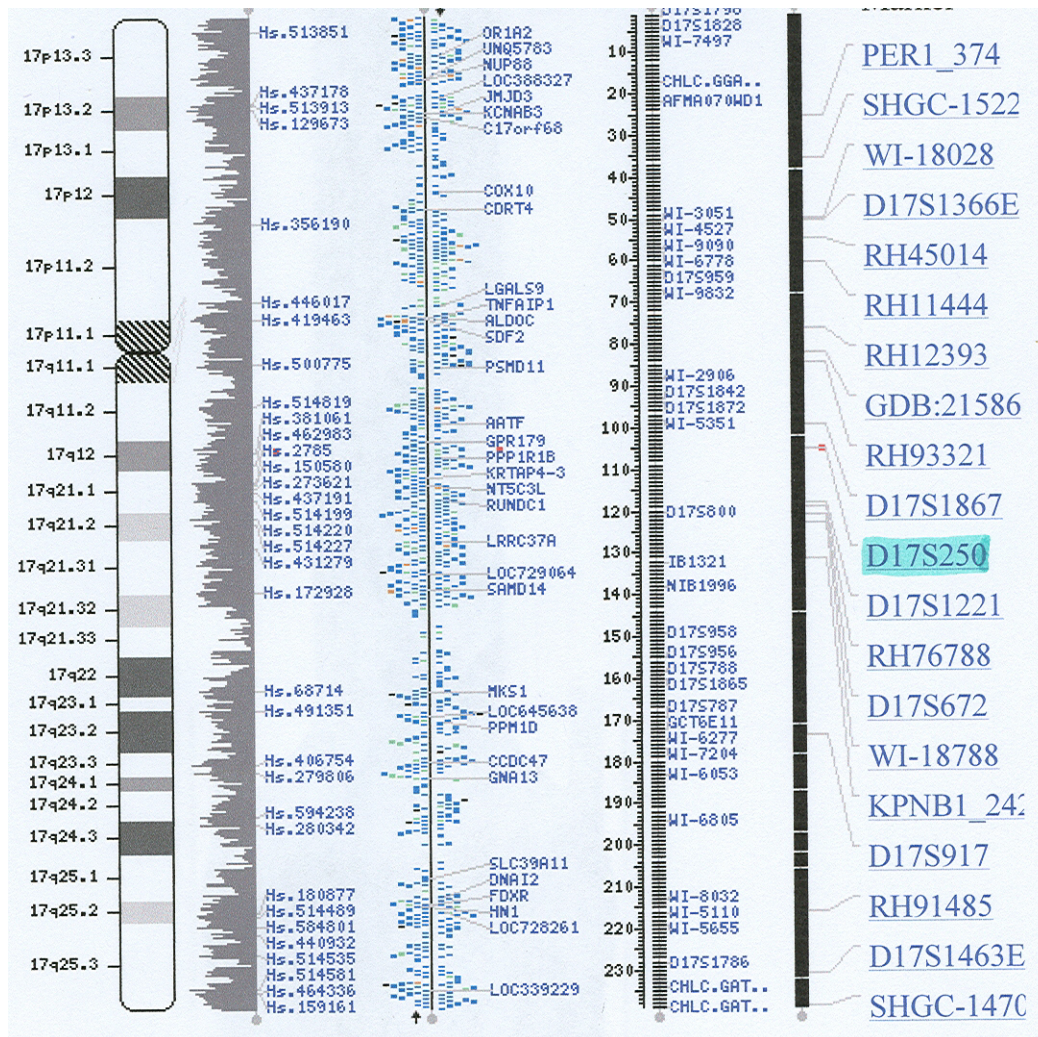 17p13.3
17p13.2
17p13.1
17p12
17p11.2
17p11.1
17q11.1
17q11.2
17q12
17q21.1
17q21.2
17q21.31
17q21.32
17q21.33
17q22
17q23.1
17q23.2
17q23.3
17q24.1
17q24.2
17q24.3
17q25.1
17q25.2
17q25.3
Hs.513851
Hs.437178
Hs.513913
Hs.129673
Hs.356190
Hs.446017
Hs.419463
Hs.500775
Hs.514819
Hs.381061
Hs.462983
Hs.2785
Hs.150580
Hs.273621
Hs.437191
Hs.514199
Hs.514220
Hs.514227
Hs.431279
Hs.172928
Hs.68714
Hs.491351
Hs.406754
Hs.279806
Hs.594238
Hs.280342
Hs.180877
Hs.514489
Hs.584801
Hs.440932
Hs.514535
Hs.514581
Hs.464336
Hs.159161
OR1A2
UNQ5783
NUP88
LOC388327
JMJD3
KCNAB3
C17orf68
COX10
CDRT4
LGALS9
TNFAIP1
ALDOC
SDF2
PSMD11
AATF
GPR179
PPP1R1B
KRTAP4-3
NT5C3L
RUNDC1
LRRC37A
LOC729064
SAMD14
MKS1
LOC645638
PPM1D
CCDC47
GNA13
SLC39A11
DNAI2
FDXR
HN1
LOC728261
LOC339229
10
20
30
40
50
60
70
80
90
100
110
120
130
140
150
160
170
180
190
200
210
220
230
D17S1798
D17S1828
WI-7497
CHLC.GGA..
AFMA070WD1
WI-3051
WI-4527
WI-9090
WI-6778
D17S959
WI-9832
WI-2906
D17S1842
D17S1872
WI-5351
D17S800
IB1321
NIB1996
D17S958
D17S956
D17S788
D17S1865
D17S787
GCT6E11
WI-6277
WI-7204
WI-6053
WI-6805
WI-8032
WI-5110
WI-5655
D17S1786
CHLC.GAT..
CHLC.GAT..
PER1_374
SHGC-1522
WI-18028
D17S1366E
RH45014
RH11444
RH12393
GDB:21586
RH93321
D17S1867
D17S250
D17S1221
RH76788
D17S672
WI-18788
KPNB1_242
D17S917
RH91485
D17S1463E
SHGC-1470